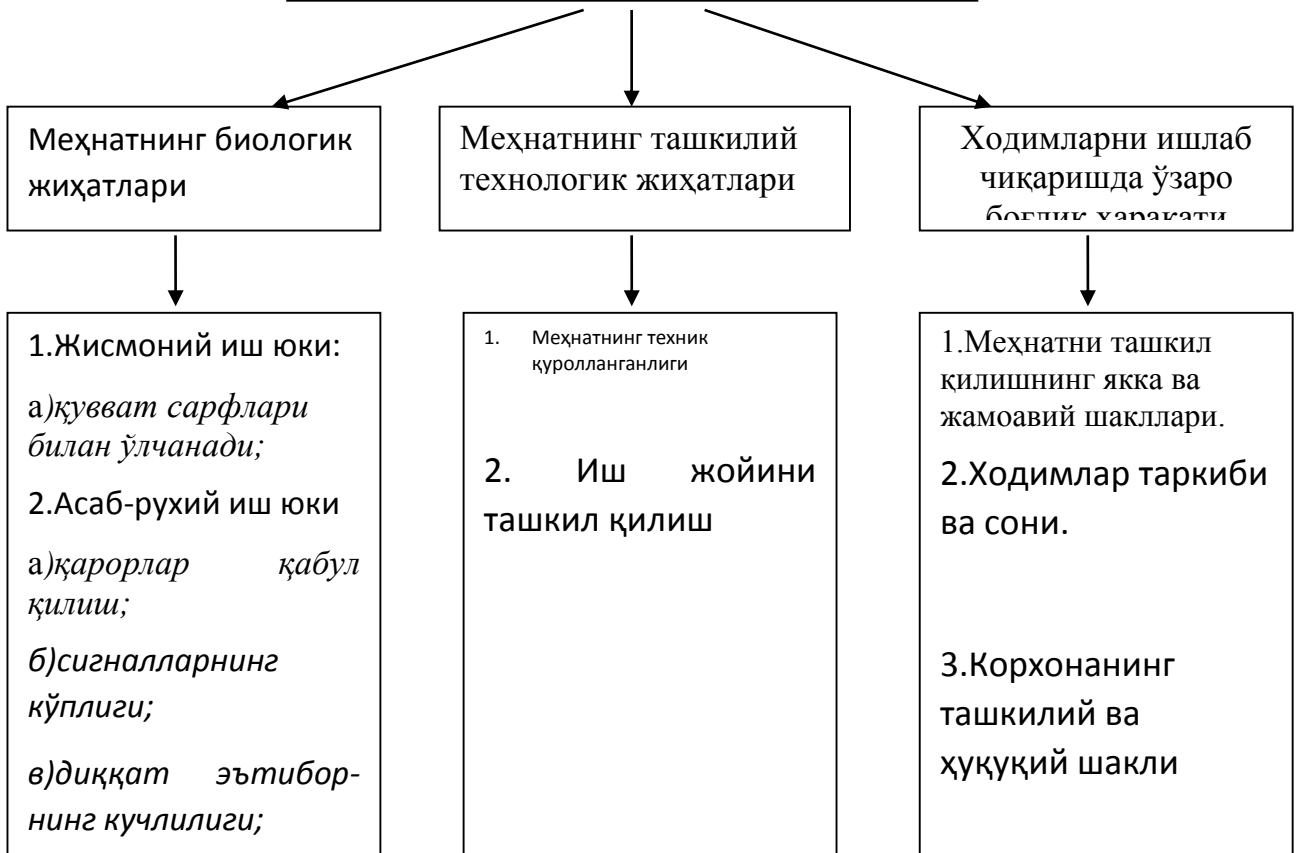 Меҳнатнинг биологик
жиҳатлари
Меҳнатнинг ташкилий
технологик жиҳатлари
Ходимларни ишлаб
чиқаришда ўзаро
боғлиқ ҳаракати
1.Жисмоний иш юки:
а)қувват сарфлари
билан ўлчанади;
2.Асаб-рухий иш юки
а)қарорлар қабул
қилиш;
б)сигналларнинг
кўплиги;
в)диққат эътибор-
нинг кучлилиги;
1. Меҳнатнинг техник
қуролланганлиги
2. Иш жойини
ташкил қилиш
1.Меҳнатни ташкил
қилишнинг якка ва
жамоавий шакллари.
2.Ходимлар таркиби
ва сони.
3.Корхонанинг
ташкилий ва
ҳуқуқий шакли